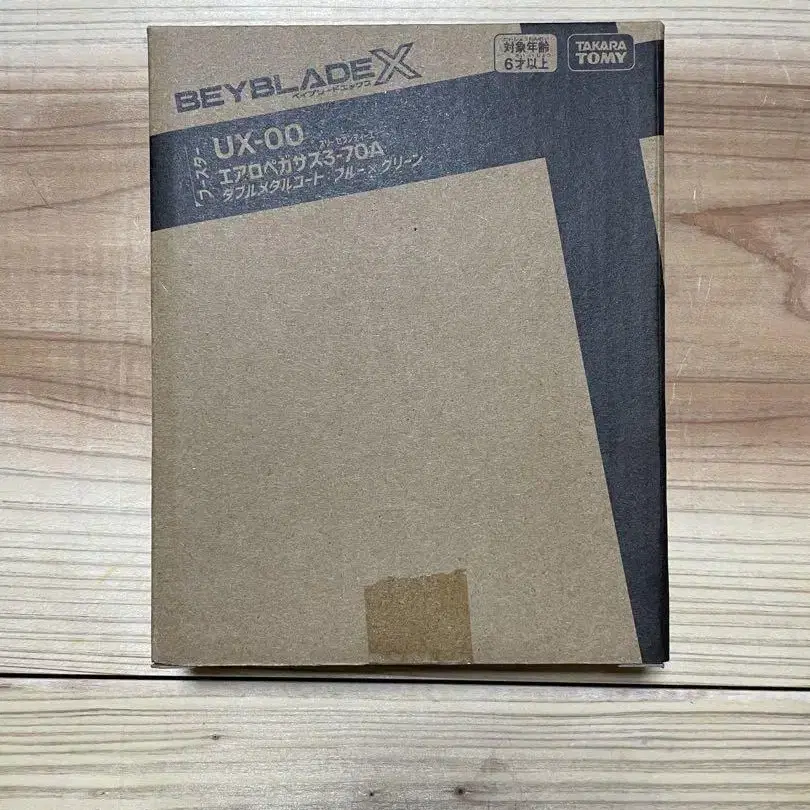 BEYBLADE X
ベイブレードエックス
対象年齢
6才以上
TAKARA
TOMY
ブースター
UX-00
エアロペガサス3-70A
ダブルメタルコート ブルー×グリーン